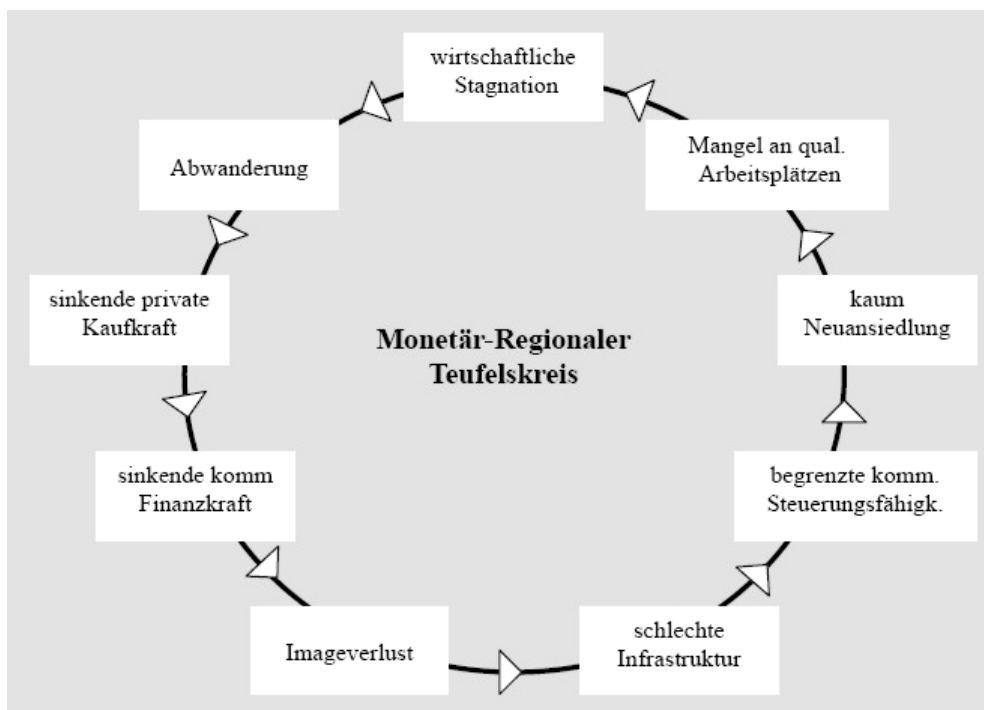 wirtschaftliche
Stagnation
Abwanderung
Mangel an qual.
Arbeitsplätzen
sinkende private
Kaufkraft
kaum
Neuansiedlung
Monetär-Regionaler
Teufelskreis
sinkende komm
Finanzkraft
begrenzte komm.
Steuerungsfähigk.
Imageverlust
schlechte
Infrastruktur